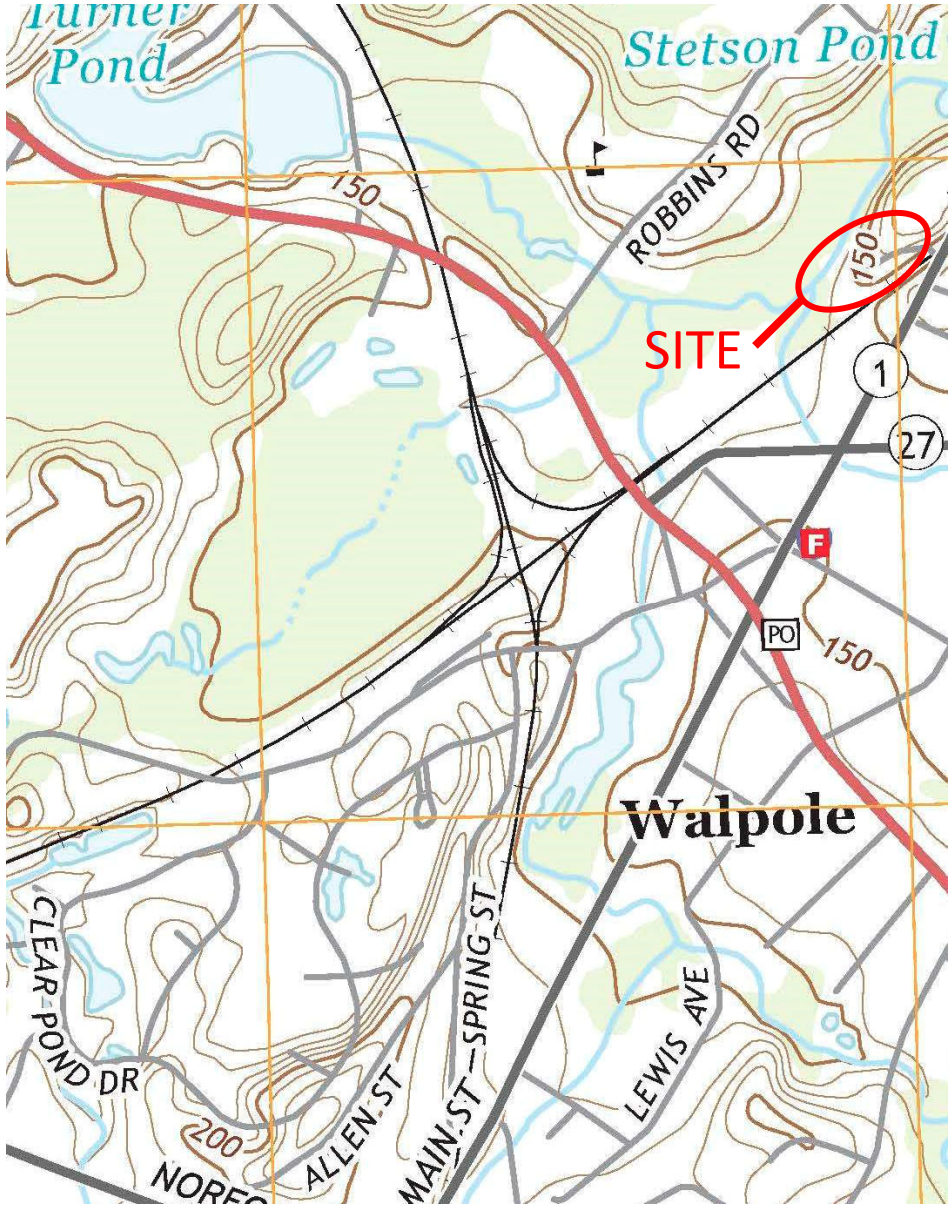 Turner
Pond
Stetson Pond
150
ROBBINS RD
150
SITE
1
27
F
PO
150
Walpole
CLEAR POND DR
SPRING ST
MAIN ST
LEWIS AVE
ALLEN ST
200
NORFO